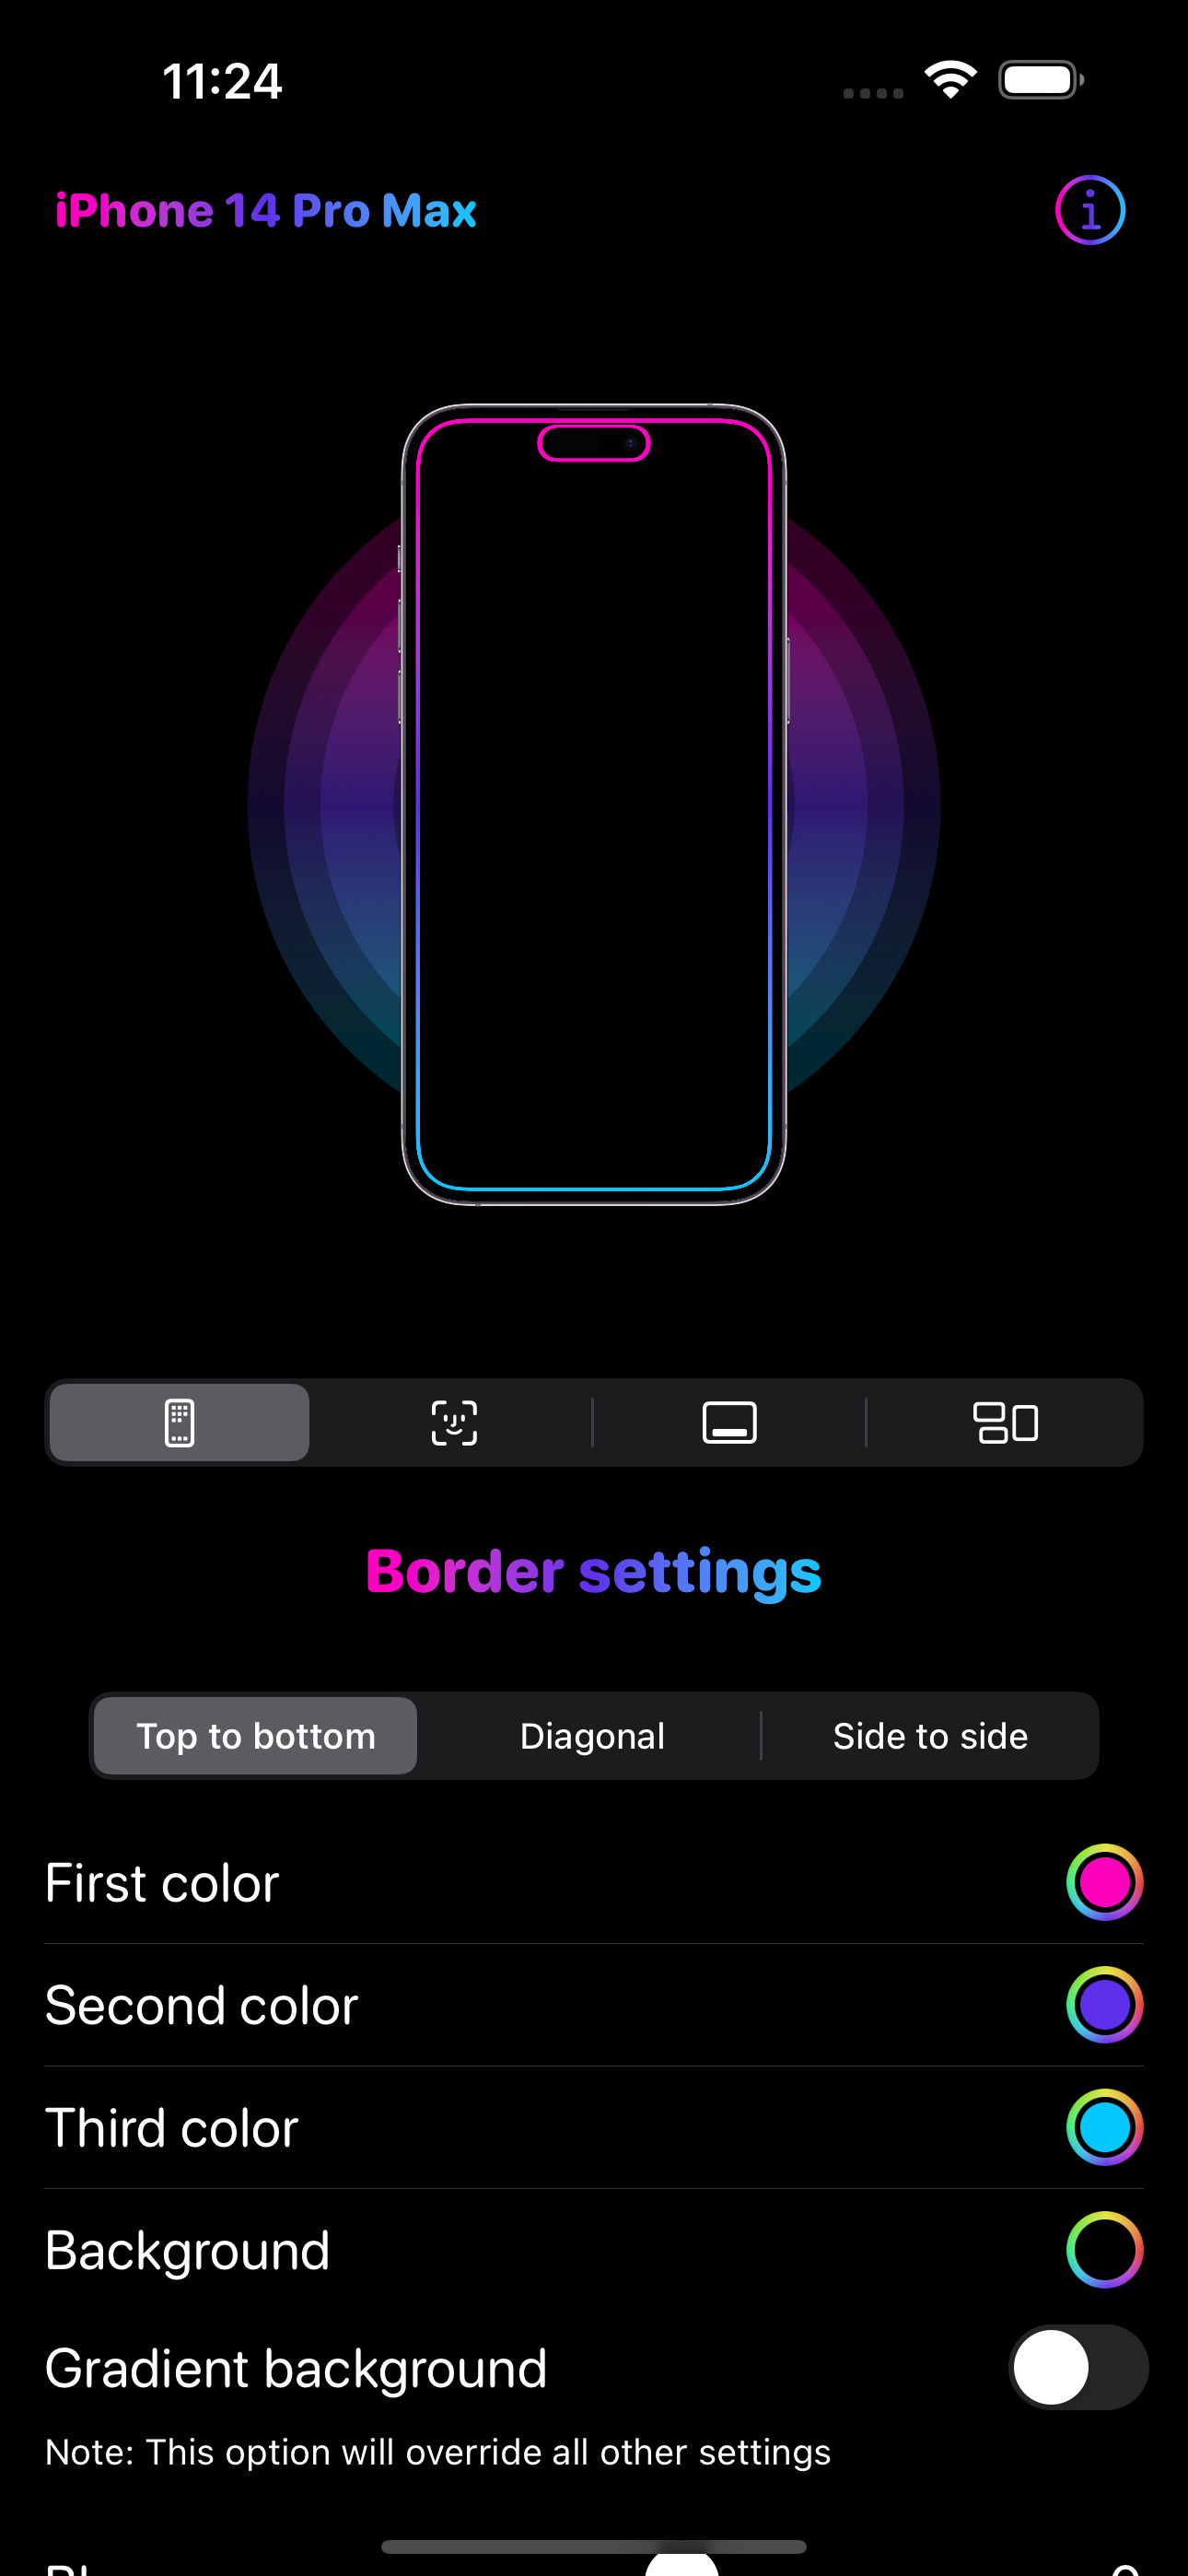 11:24
iPhone 14 Pro Max
Border settings
Top to bottom
Diagonal
Side to side
First color
Second color
Third color
Background
Gradient background
Note: This option will override all other settings